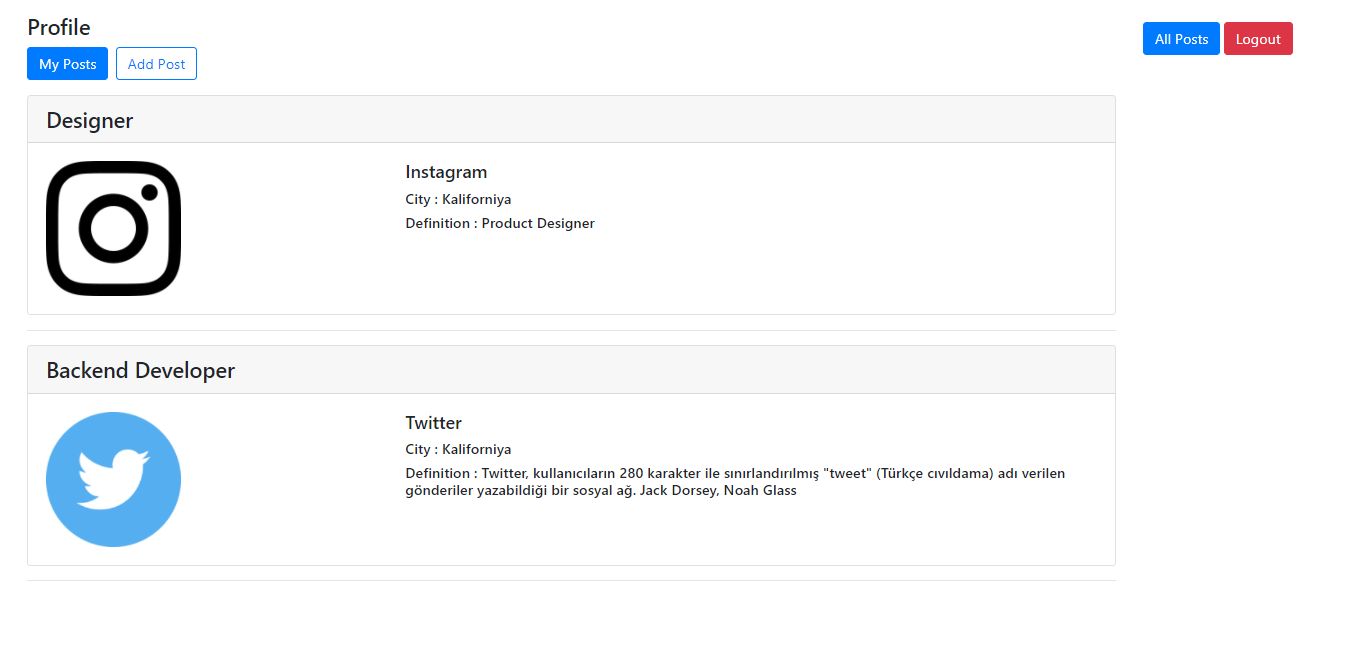 Profile
All Posts Logout
My Posts Add Post
Designer
Instagram
City : Kaliforniya
Definition : Product Designer
Backend Developer
Twitter
City : Kaliforniya
Definition : Twitter, kullanıcıların 280 karakter ile sınırlandırılmış "tweet" (Türkçe cıvıldama) adı verilen
gönderiler yazabildiği bir sosyal ağ. Jack Dorsey, Noah Glass